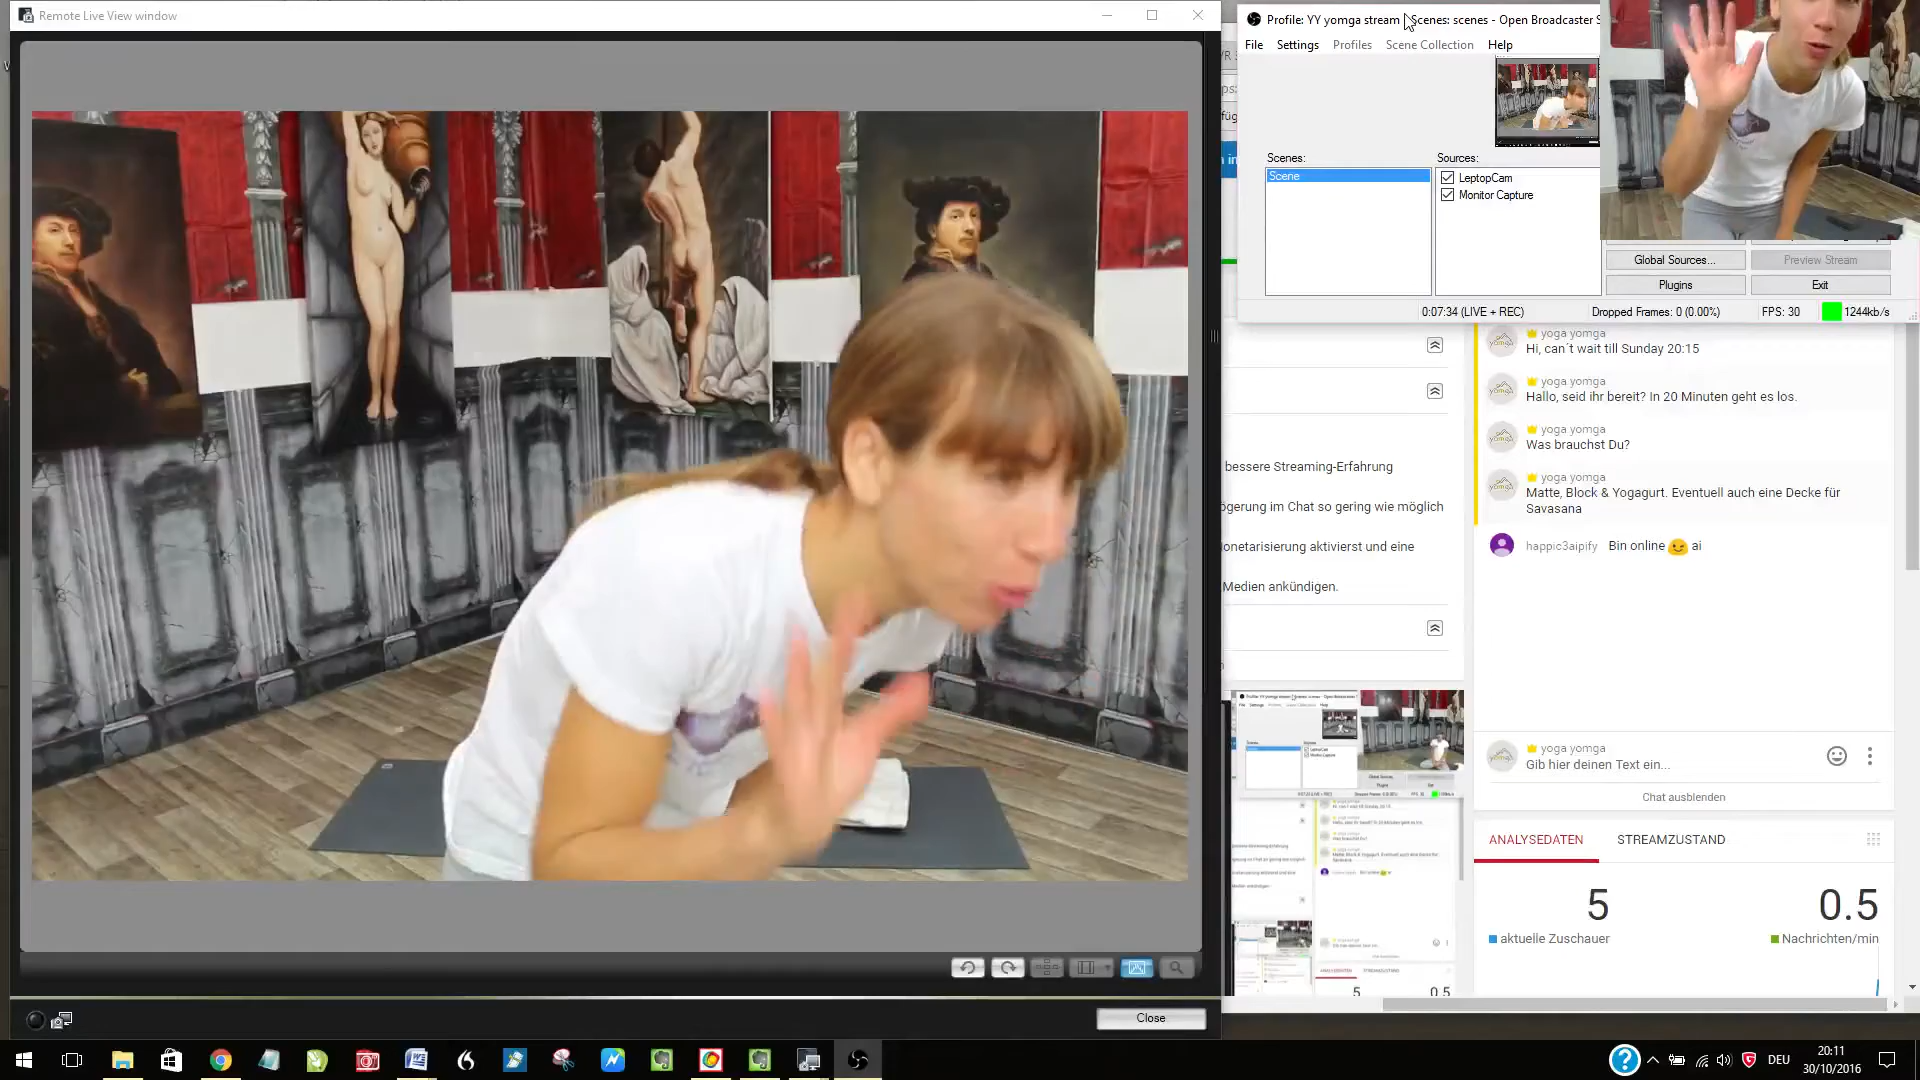 Remote Live View window
Profile: YY yomga stream
Scenes: scenes - Open Broadcaster S
File Settings Profiles Scene Collection Help
Scenes:
Sources:
Scene
LeptopCam
Monitor Capture
Global Sources...
Preview Stream
Plugins
Exit
0:07:34 (LIVE + REC)
Dropped Frames: 0 (0.00%)
FPS: 30
1244kb/s
yoga yomga
Hi, can´t wait till Sunday 20:15
yoga yomga
Hallo, seid ihr bereit? In 20 Minuten geht es los.
yoga yomga
Was brauchst Du?
yoga yomga
Matte, Block & Yogagurt. Eventuell auch eine Decke für
Savasana
happic3aipify Bin online 😉 ai
bessere Streaming-Erfahrung
ögerung im Chat so gering wie möglich
onetarisierung aktivierst und eine
Medien ankündigen.
yoga yomga
Gib hier deinen Text ein...
Chat ausblenden
ANALYSEDATEN
STREAMZUSTAND
5
aktuelle Zuschauer
0.5
Nachrichten/min
5
0.5
Close
DEU
20:11
30/10/2016